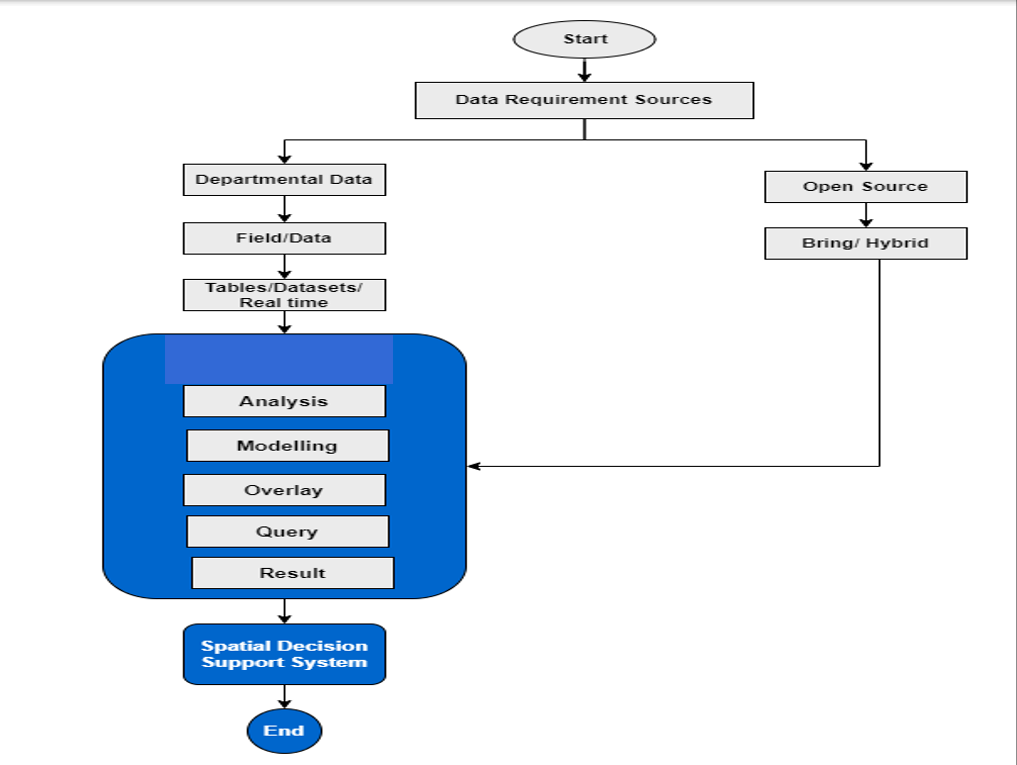 Start
Data Requirement Sources
Departmental Data
Open Source
Field/Data
Bring/ Hybrid
Tables/Datasets/
Real time
Analysis
Modelling
Overlay
Query
Result
Spatial Decision
Support System
End